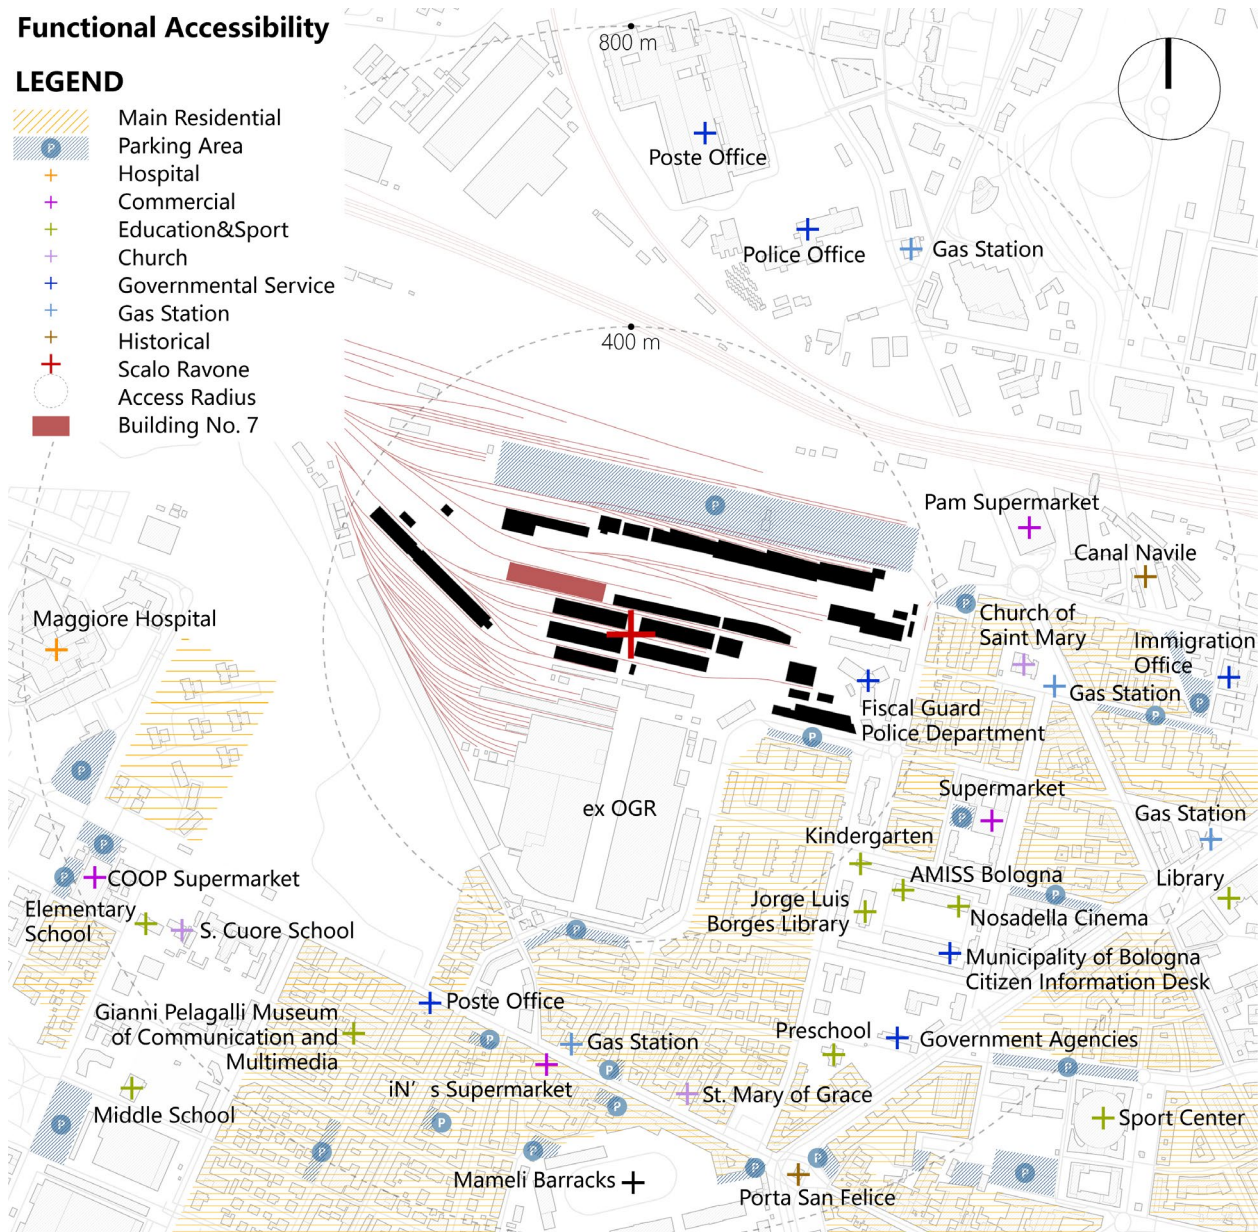 Functional Accessibility
LEGEND
Main Residential
P
Parking Area
Hospital
Commercial
Education&Sport
Church
Governmental Service
Gas Station
Historical
Scalo Ravone
Access Radius
Building No. 7
800 m
Poste Office
Police Office
Gas Station
400 m
P
Pam Supermarket
Canal Navile
P
Church of
Saint Mary
Immigration
Office
Maggiore Hospital
Gas Station
P
P
Fiscal Guard
Police Department
P
P
Supermarket
P
ex OGR
Gas Station
Kindergarten
P
P
COOP Supermarket
AMISS Bologna
Library
P
Jorge Luis
Borges Library
Nosadella Cinema
Elementary
School
S. Cuore School
P
Municipality of Bologna
Citizen Information Desk
Poste Office
Gianni Pelagalli Museum
of Communication and
Multimedia
P
Gas Station
Preschool
Government Agencies
P
P
iN’ s Supermarket
St. Mary of Grace
P
Middle School
P
P
Sport Center
P
P
Mameli Barracks
P
P
P
Porta San Felice